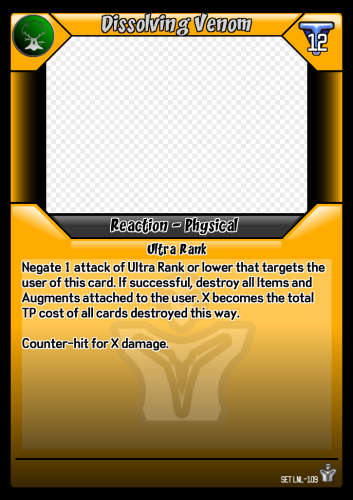 Dissolving Venom
T
12
Reaction - Physical
Ultra Rank
Negate 1 attack of Ultra Rank or lower that targets the
user of this card. If successful, destroy all Items and
Augments attached to the user. X becomes the total
TP cost of all cards destroyed this way.
Counter-hit for X damage.
SET LNL-109